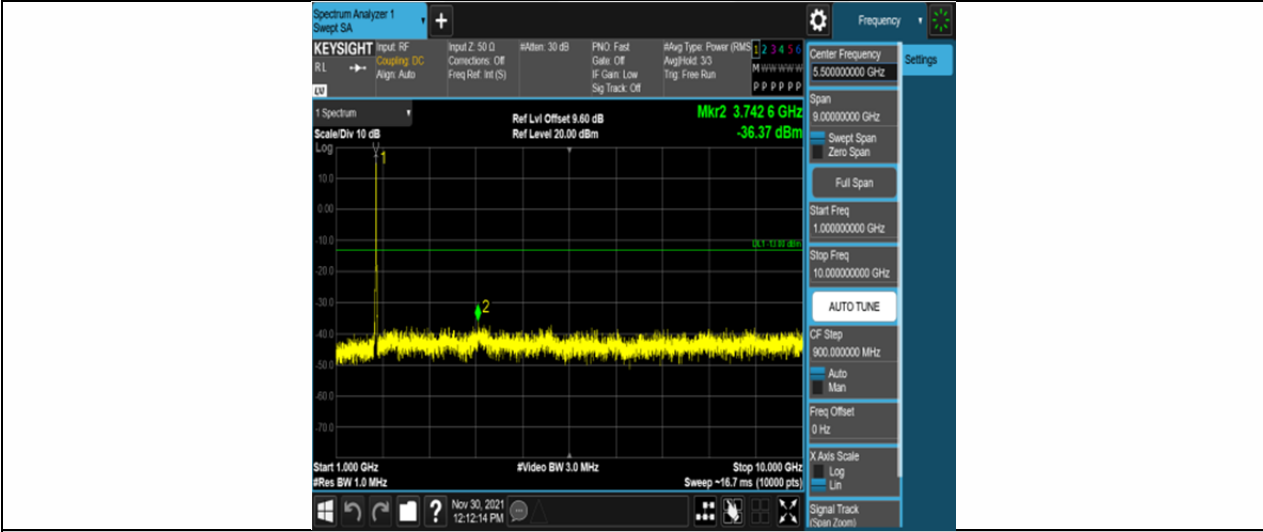 Spectrum Analyzer 1
Swept SA
+
Frequency
KEYSIGHT
RL
LV
Input: RF
Coupling: DC
Align: Auto
Input Z: 50 Ω
Corrections: Off
Freq Ref: Int (S)
#Atten: 30 dB
PNO: Fast
Gate: Off
IF Gain: Low
Sig Track: Off
#Avg Type: Power (RMS
Avg|Hold: 3/3
Trig: Free Run
1 2 3 4 5 6
M W W W W W
P P P P P P
1 Spectrum
Scale/Div 10 dB
Ref Lvl Offset 9.60 dB
Ref Level 20.00 dBm
Mkr2 3.742 6 GHz
-36.37 dBm
Log
10.0
0.00
-10.0
-20.0
-30.0
-40.0
-50.0
-60.0
-70.0
1
DL1 -13.00 dBm
2
Start 1.000 GHz
#Res BW 1.0 MHz
#Video BW 3.0 MHz
Stop 10.000 GHz
Sweep ~16.7 ms (10000 pts)
Center Frequency
5.500000000 GHz
Settings
Span
9.00000000 GHz
Swept Span
Zero Span
Full Span
Start Freq
1.000000000 GHz
Stop Freq
10.000000000 GHz
AUTO TUNE
CF Step
900.000000 MHz
Auto
Man
Freq Offset
0 Hz
X Axis Scale
Log
Lin
Signal Track
(Span Zoom)
?
Nov 30, 2021
12:12:14 PM